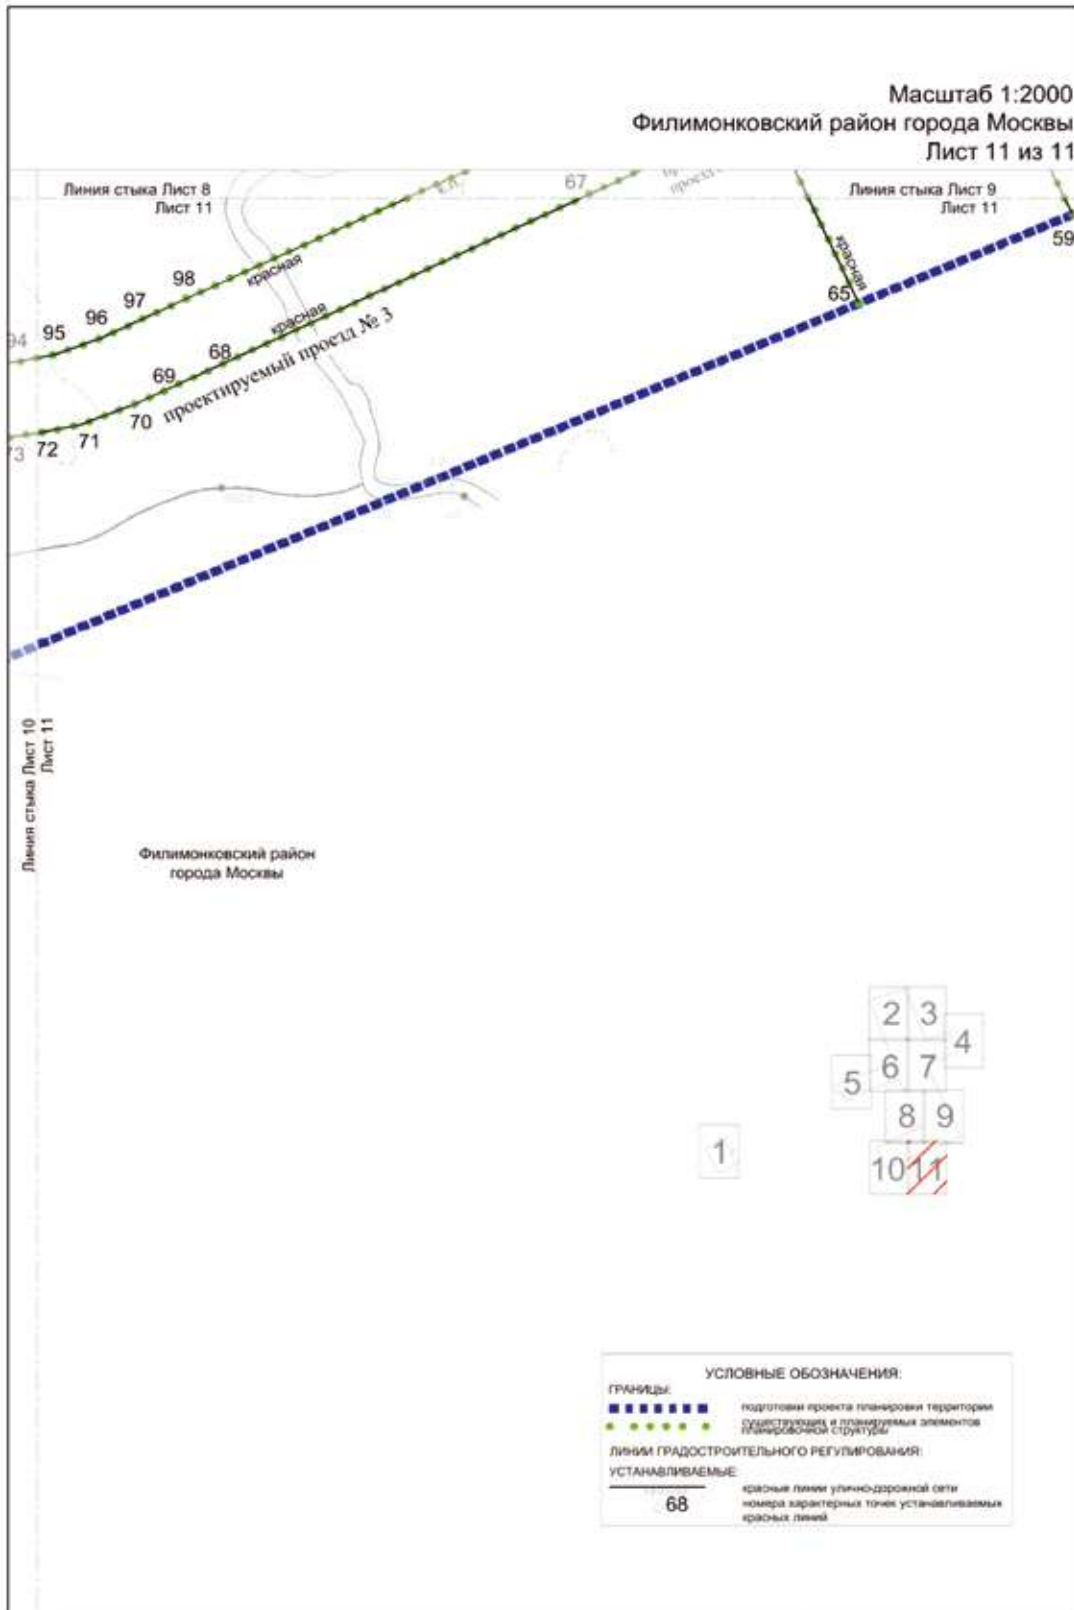 Масштаб 1:2000
Филимонковский район города Москвы
Лист 11 из 11
Линия стыка Лист 8
Лист 11
67
Линия стыка Лист 9
Лист 11
59
красная
65
98
97
96
95
94
красная
красная
проектируемый проезд № 3
68
69
70
71
72
73
Линия стыка Лист 10
Лист 11
Филимонковский район
города Москвы
2 3
4
6 7
5
8 9
1
10 11
УСЛОВНЫЕ ОБОЗНАЧЕНИЯ:
ГРАНИЦЫ:
подготовки проекта планировки территории
существующих и планируемых элементов
планировочной структуры
ЛИНИИ ГРАДОСТРОИТЕЛЬНОГО РЕГУЛИРОВАНИЯ:
УСТАНАВЛИВАЕМЫЕ:
красные линии улично-дорожной сети
68
номера характерных точек устанавливаемых
красных линий